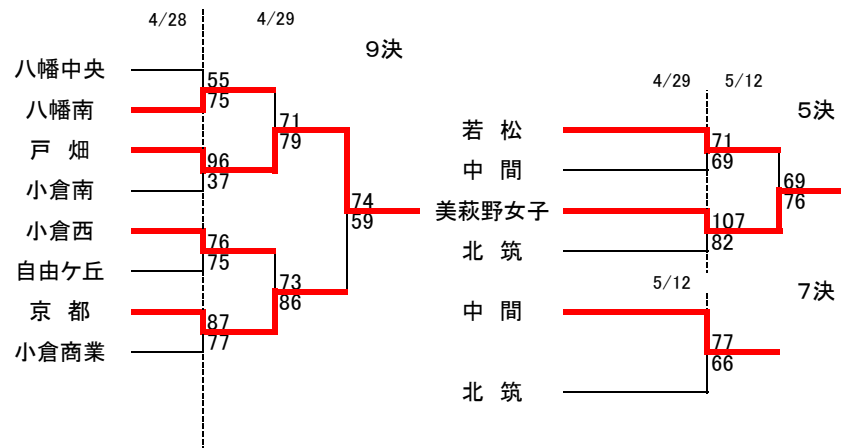 4/28
4/29
9決
八幡中央
55
75
八幡南
71
79
戸 畑
96
37
小倉南
74
59
小倉西
76
75
自由ケ丘
73
86
京 都
87
77
小倉商業
4/29
5/12
5決
若 松
71
69
中 間
69
76
美萩野女子
107
82
北 筑
5/12
7決
中 間
77
66
北 筑